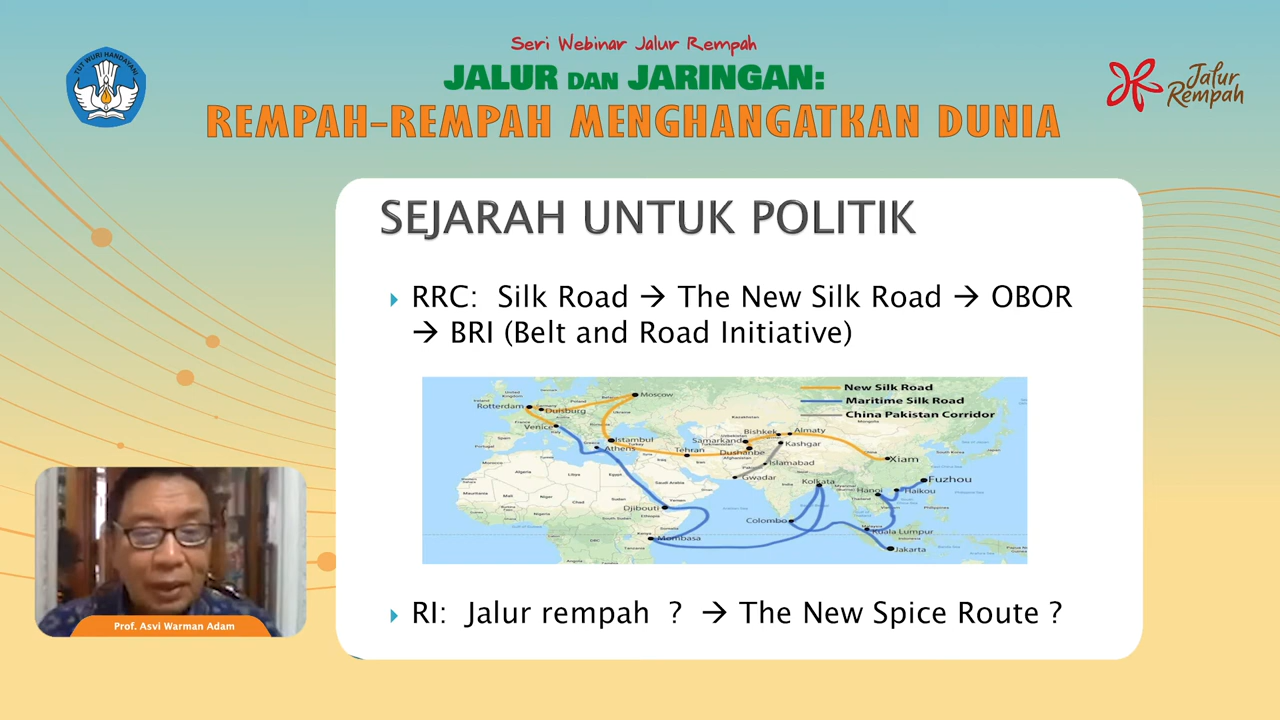 Seri Webinar Jalur Rempah
JALUR DAN JARINGAN:
REMPAH-REMPAH MENGHANGATKAN DUNIA
TUT WURI HANDAYANI
Jalur
Rempah
SEJARAH UNTUK POLITIK
RRC: Silk Road → The New Silk Road → OBOR
→ BRI (Belt and Road Initiative)
New Silk Road
Maritime Silk Road
China Pakistan Corridor
Moscow
Rotterdam
Duisburg
Venice
Istambul
Athens
Tehran
Samarkand
Dushanbe
Bishkek
Almaty
Kashgar
Islamabad
Gwadar
Xiam
Fuzhou
Kolkata
Hanoi
Haikou
Djibouti
Colombo
Mombasa
Kuala Lumpur
Jakarta
RI: Jalur rempah ? → The New Spice Route ?
Prof. Asvi Warman Adam